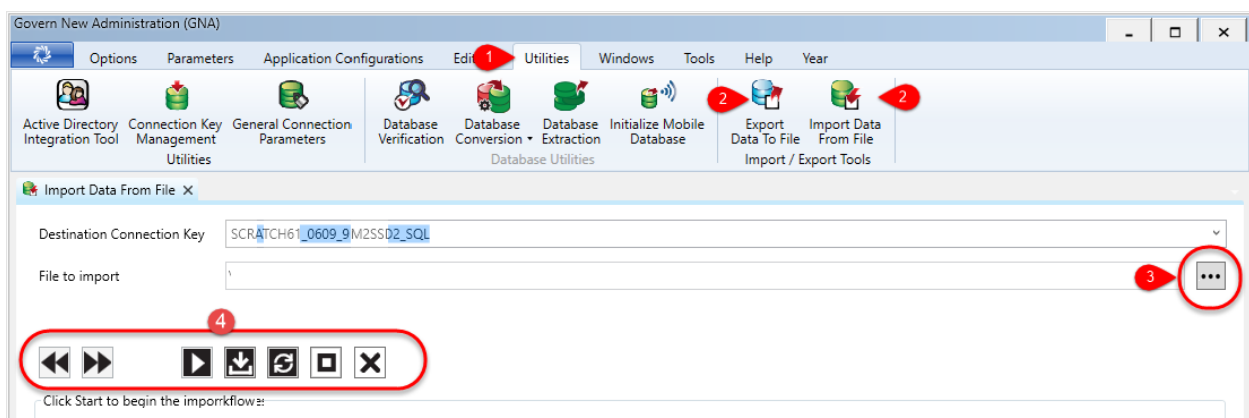 Govern New Administration (GNA)
Options Parameters Application Configurations Edi 1 Utilities Windows Tools Help Year
2 2
Active Directory Integration Tool
Connection Key Management
General Connection Parameters
Utilities
Database Verification
Database Conversion
Database Extraction
Initialize Mobile Database
Database Utilities
Export Data To File
Import Data From File
Import / Export Tools
Import Data From File
Destination Connection Key SCRATCH61_0609_9IM2SSD2_SQL
File to import \
3
4
Click Start to begin the